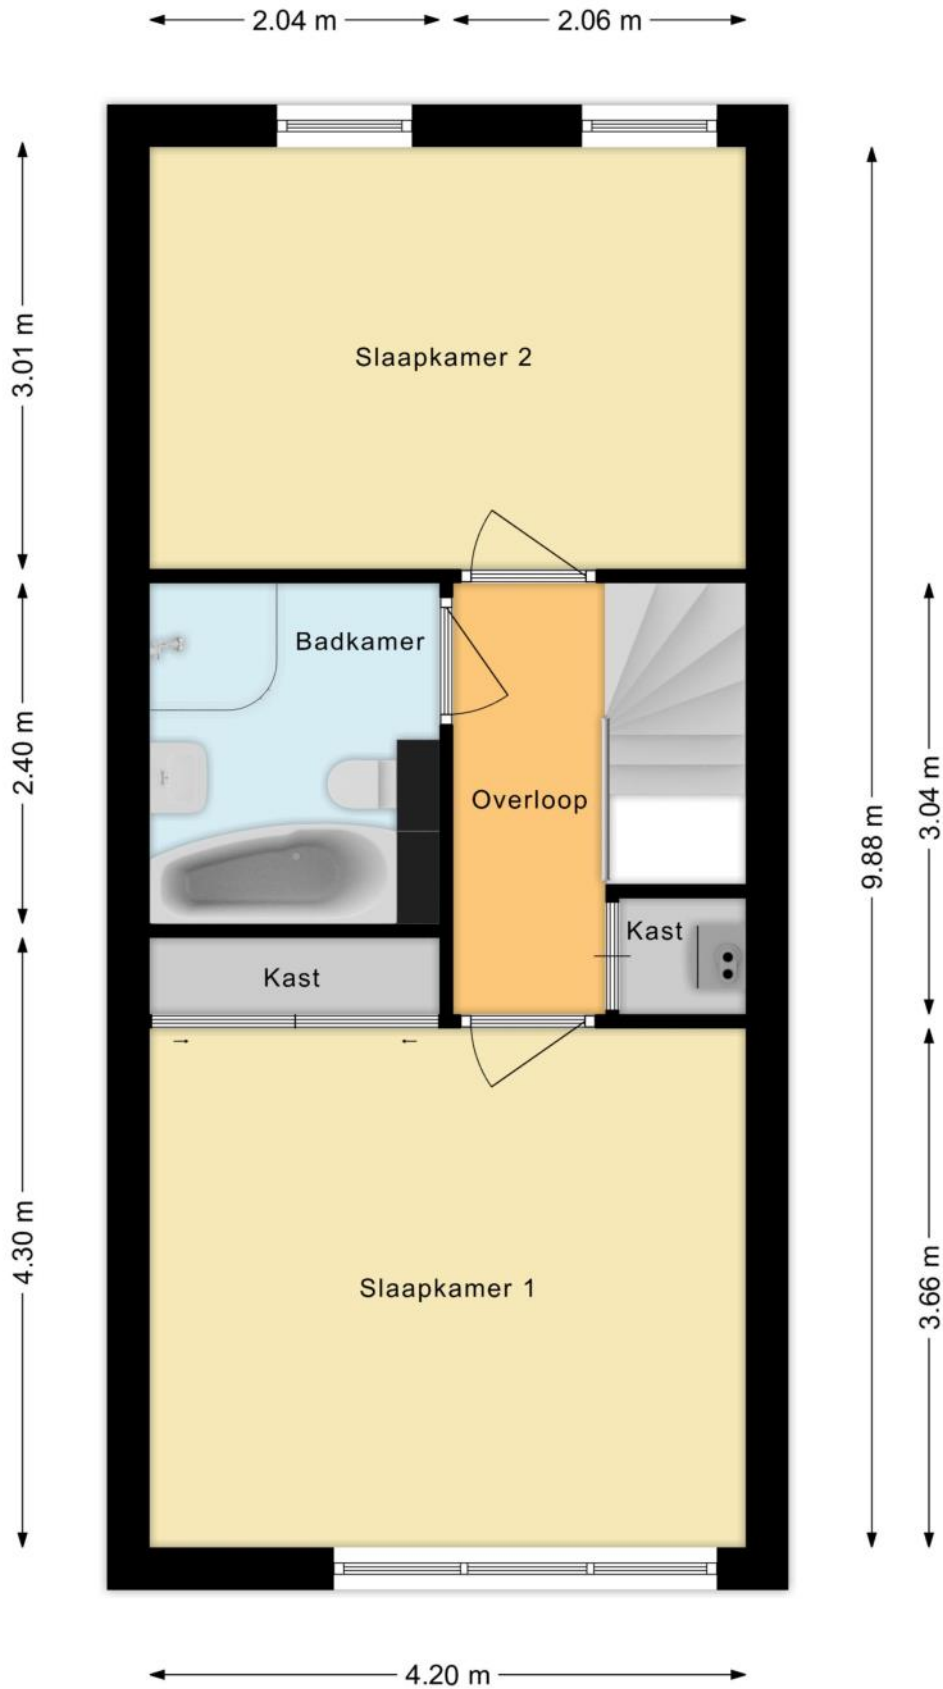 2.04 m
2.06 m
3.01 m
Slaapkamer 2
Badkamer
2.40 m
Overloop
3.04 m
9.88 m
Kast
Kast
4.30 m
Slaapkamer 1
3.66 m
4.20 m